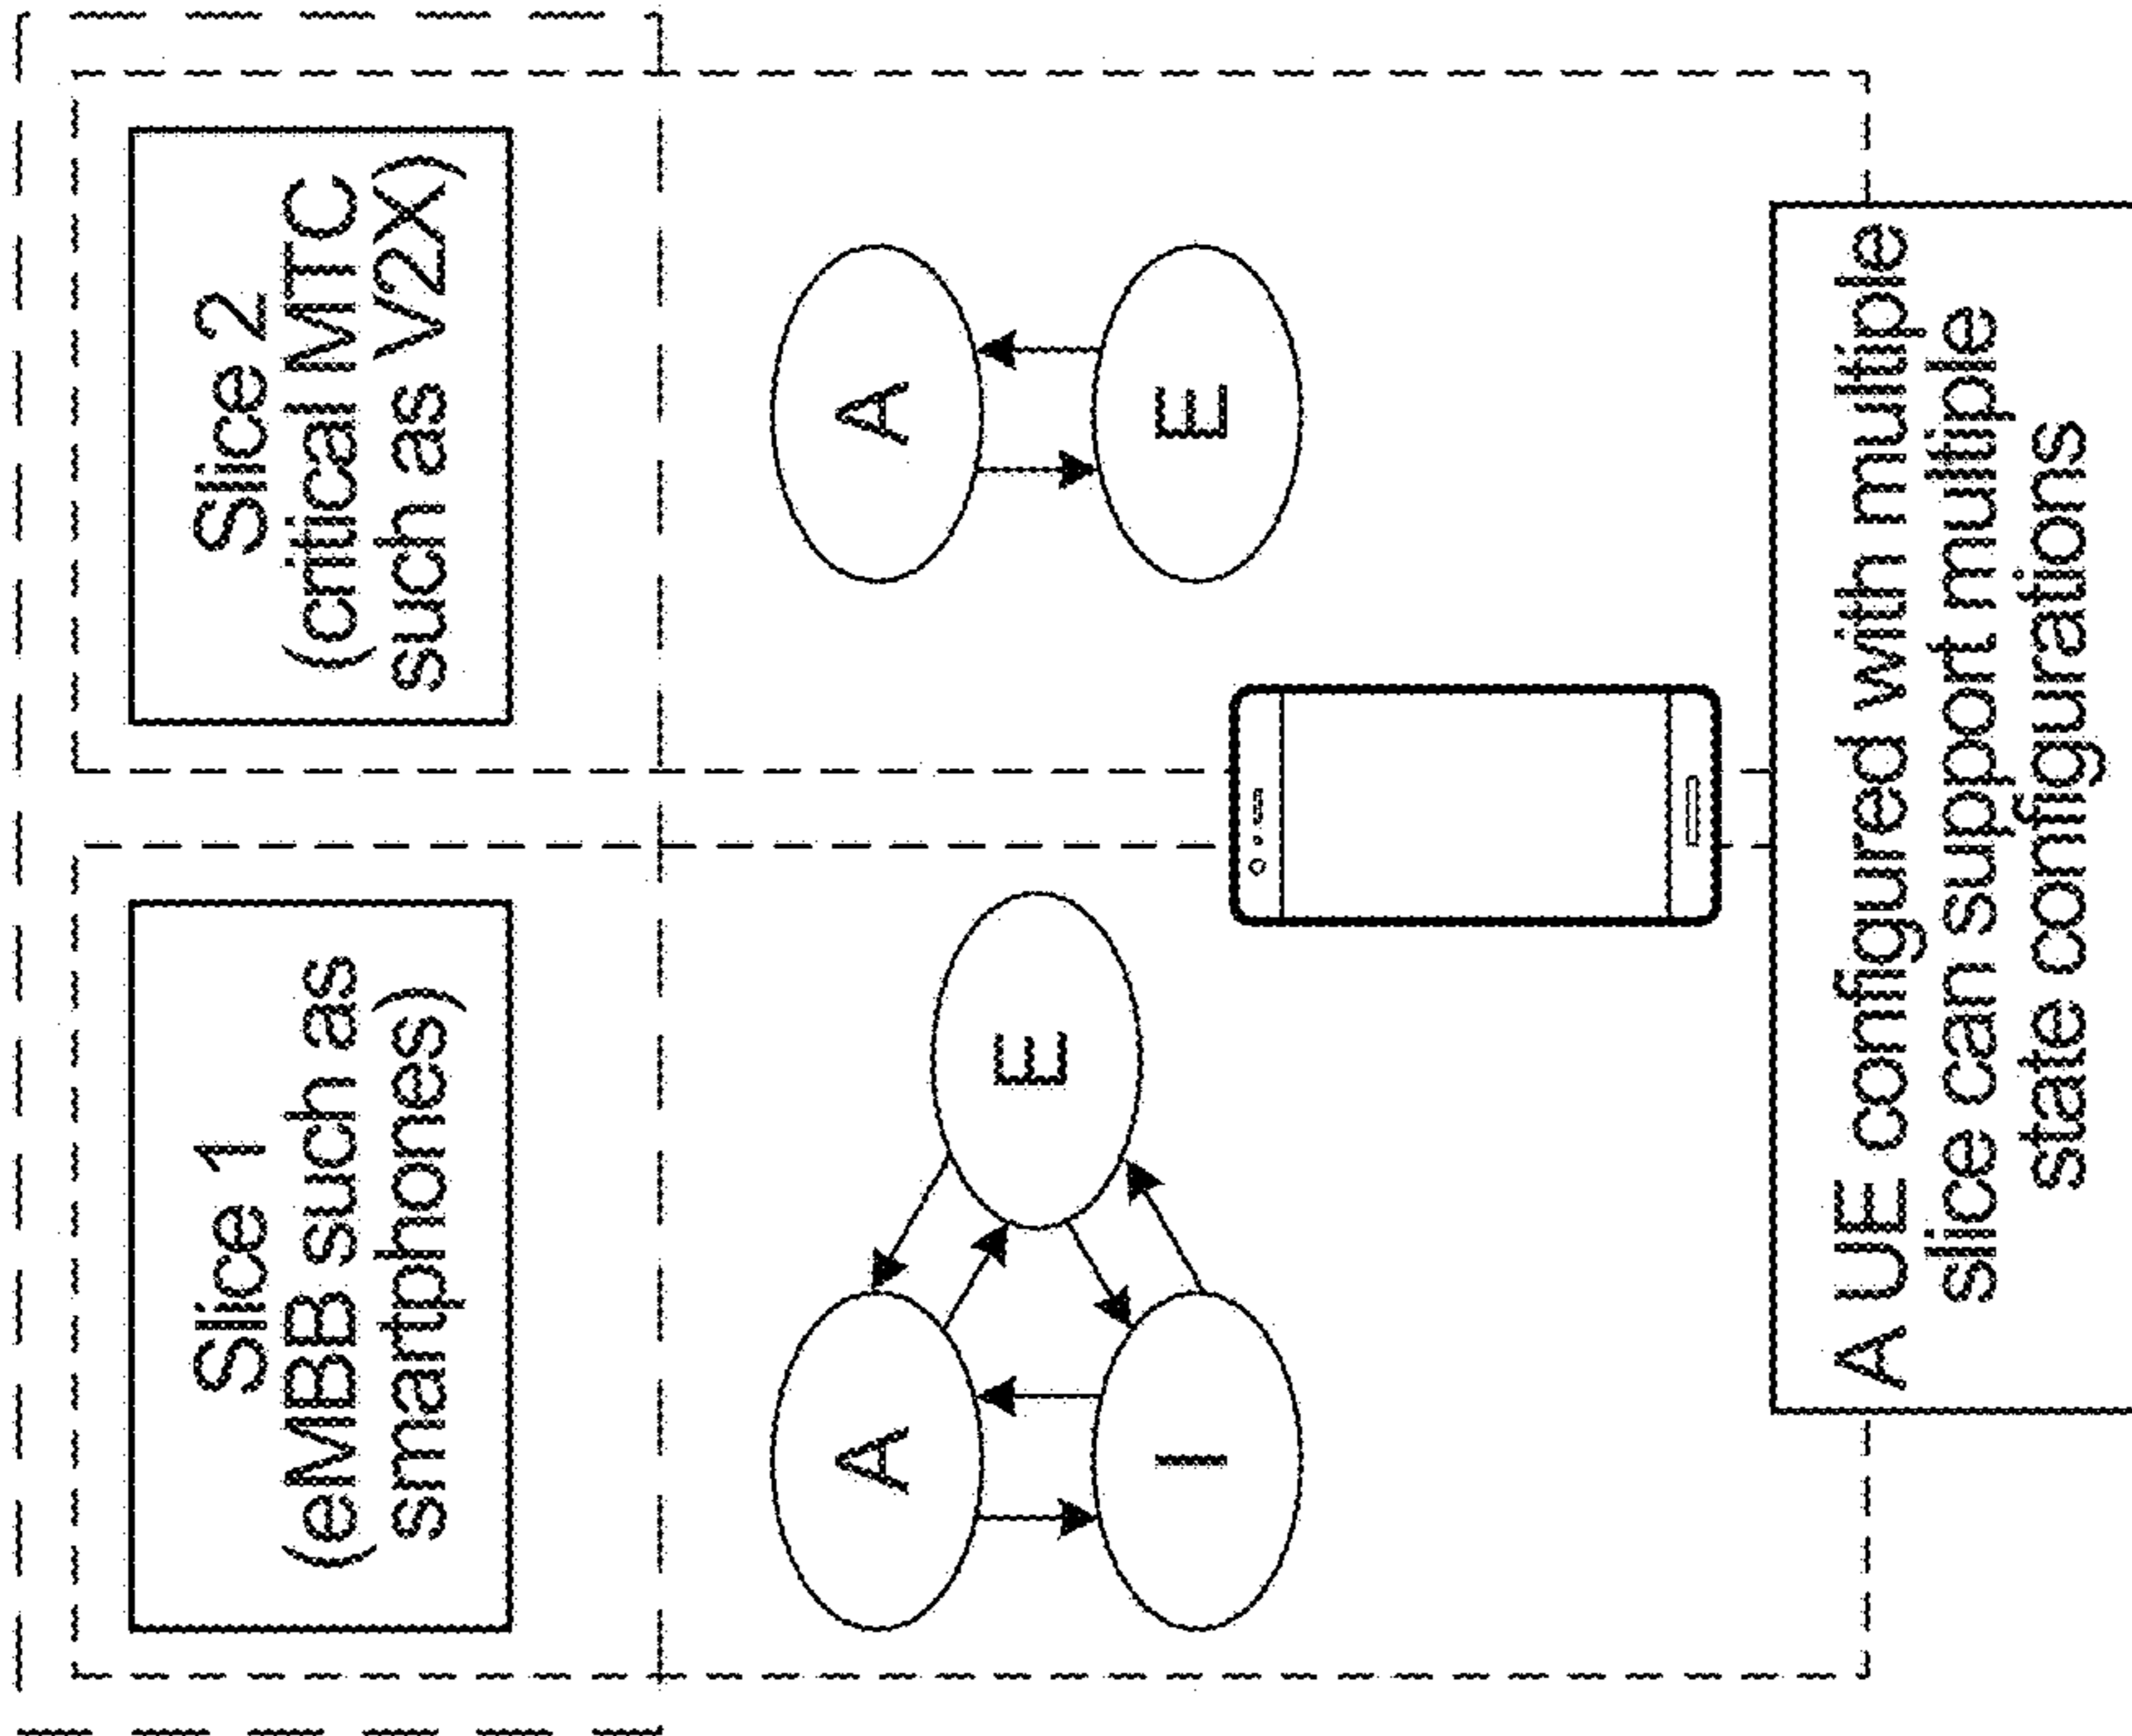 Slice 1
(eMBB such as
smartphones)
Slice 2
(critical MTC
such as V2X)
A
E
I
A
E
A UE configured with multiple
slice can support multiple
state configurations